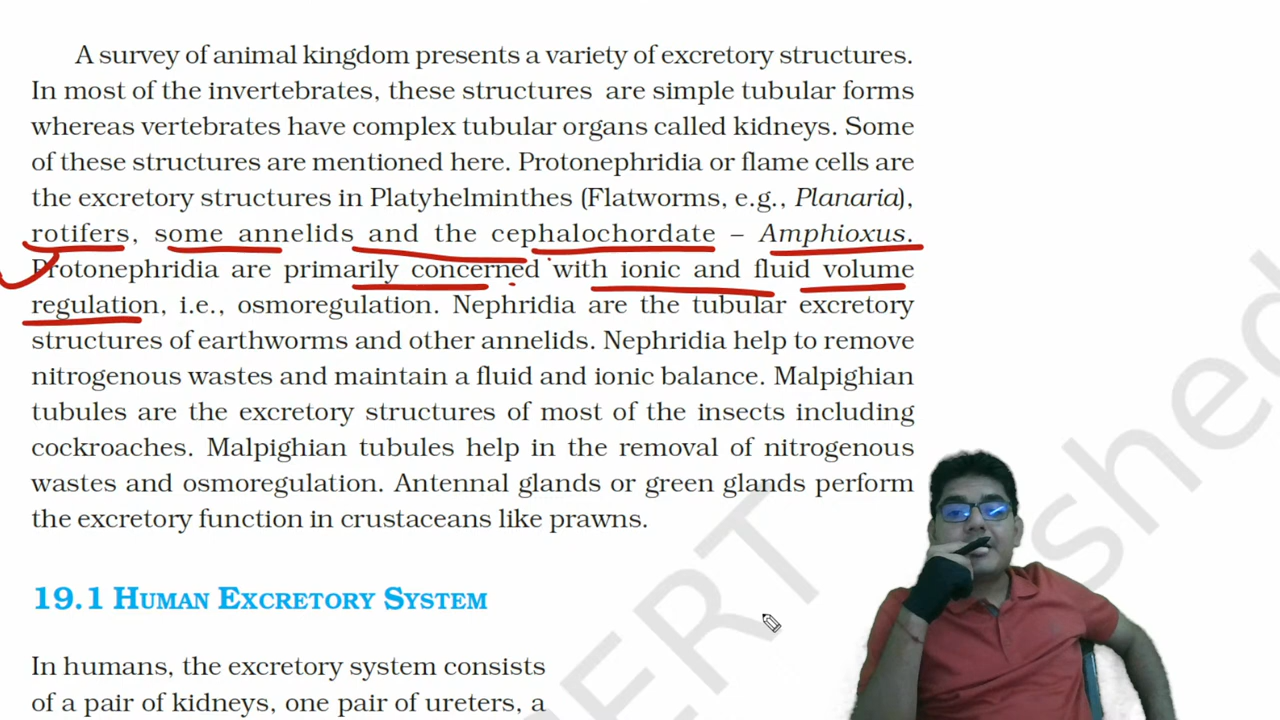 A survey of animal kingdom presents a variety of excretory structures.
In most of the invertebrates, these structures are simple tubular forms
whereas vertebrates have complex tubular organs called kidneys. Some
of these structures are mentioned here. Protonephridia or flame cells are
the excretory structures in Platyhelminthes (Flatworms, e.g., Planaria),
rotifers, some annelids and the cephalochordate – Amphioxus.
Protonephridia are primarily concerned with ionic and fluid volume
regulation, i.e., osmoregulation. Nephridia are the tubular excretory
structures of earthworms and other annelids. Nephridia help to remove
nitrogenous wastes and maintain a fluid and ionic balance. Malpighian
tubules are the excretory structures of most of the insects including
cockroaches. Malpighian tubules help in the removal of nitrogenous
wastes and osmoregulation. Antennal glands or green glands perform
the excretory function in crustaceans like prawns.
19.1 HUMAN EXCRETORY SYSTEM
In humans, the excretory system consists
of a pair of kidneys, one pair of ureters, a